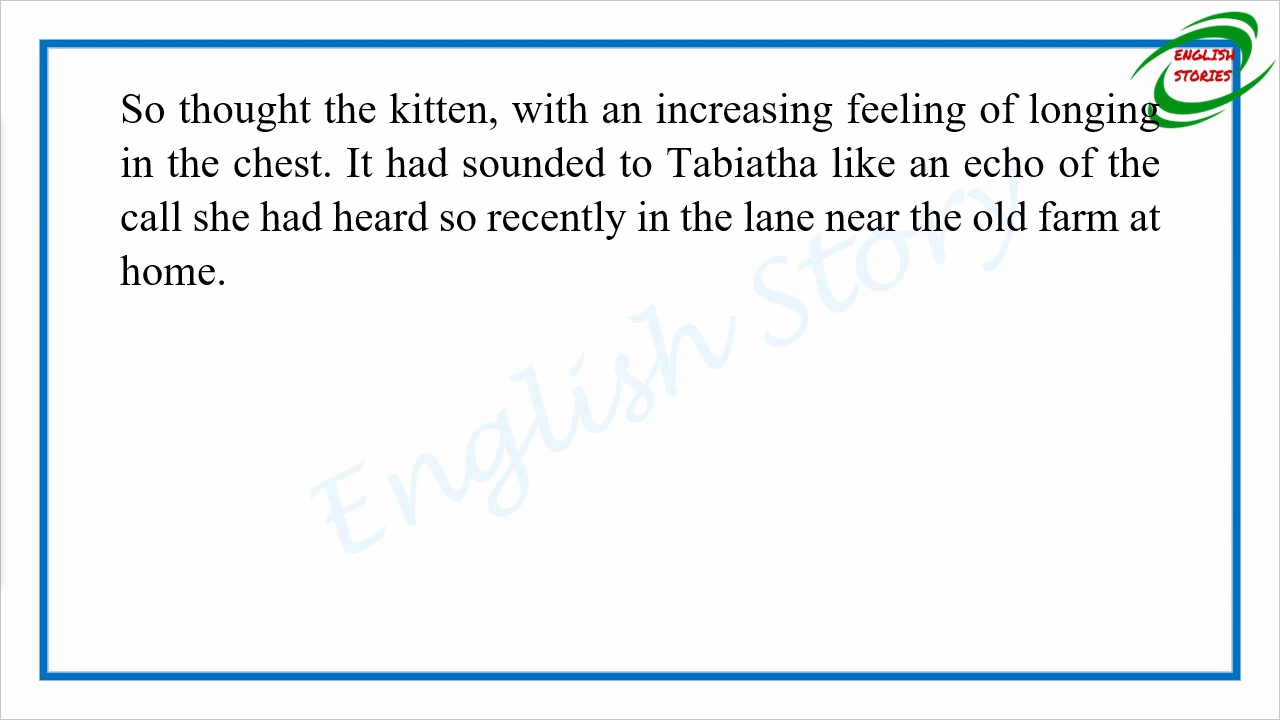 ENGLISH
STORIES
So thought the kitten, with an increasing feeling of longing
in the chest. It had sounded to Tabiatha like an echo of the
call she had heard so recently in the lane near the old farm at
home.
English Story